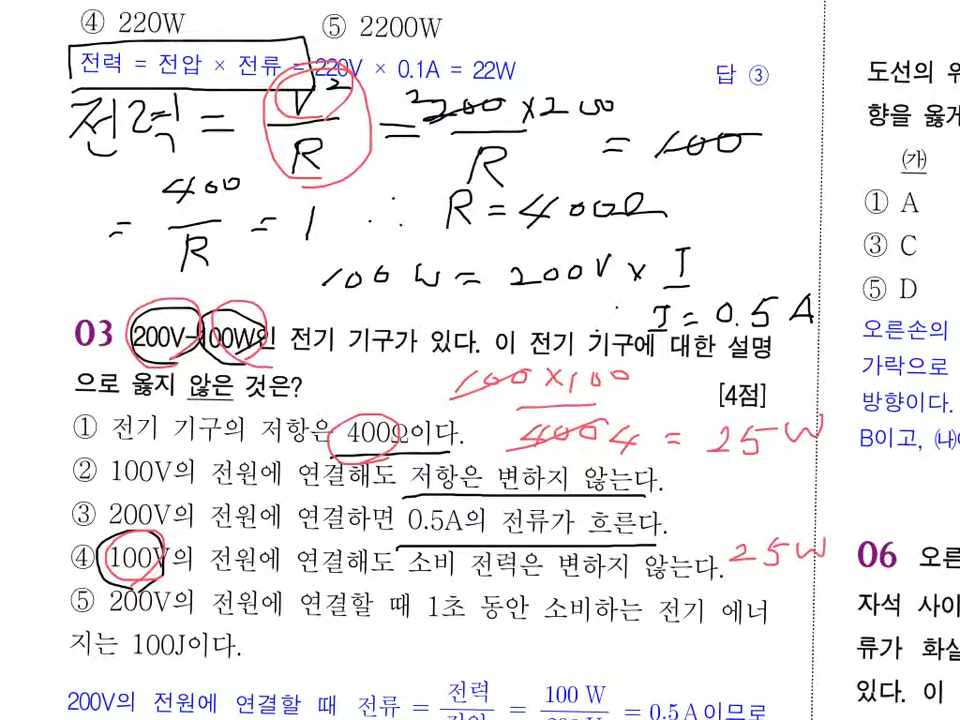 ④ 220W ⑤ 2200W
전력 = 전압 × 전류 = 220V × 0.1A = 22W
답 ③
전력 = V² / R = 200 × 200 / R = 100
= 400 / R = 1 ∴ R = 400Ω
100 W = 200V × I
I = 0.5 A
03 200V-100W인 전기 기구가 있다. 이 전기 기구에 대한 설명
으로 옳지 않은 것은?
[4점]
100 × 100
400 4 = 25W
① 전기 기구의 저항은 400Ω이다.
② 100V의 전원에 연결해도 저항은 변하지 않는다.
③ 200V의 전원에 연결하면 0.5A의 전류가 흐른다.
④ 100V의 전원에 연결해도 소비 전력은 변하지 않는다. 25W
⑤ 200V의 전원에 연결할 때 1초 동안 소비하는 전기 에너
지는 100J이다.
200V의 전원에 연결할 때 전류 = 전력 / 전압 = 100 W / = 0.5A이므로
도선의 위
향을 옳게
㈎
① A
③ C
⑤ D
오른손의
가락으로
방향이다.
B이고, ㈏
06 오른
자석 사이
류가 화살
있다. 이